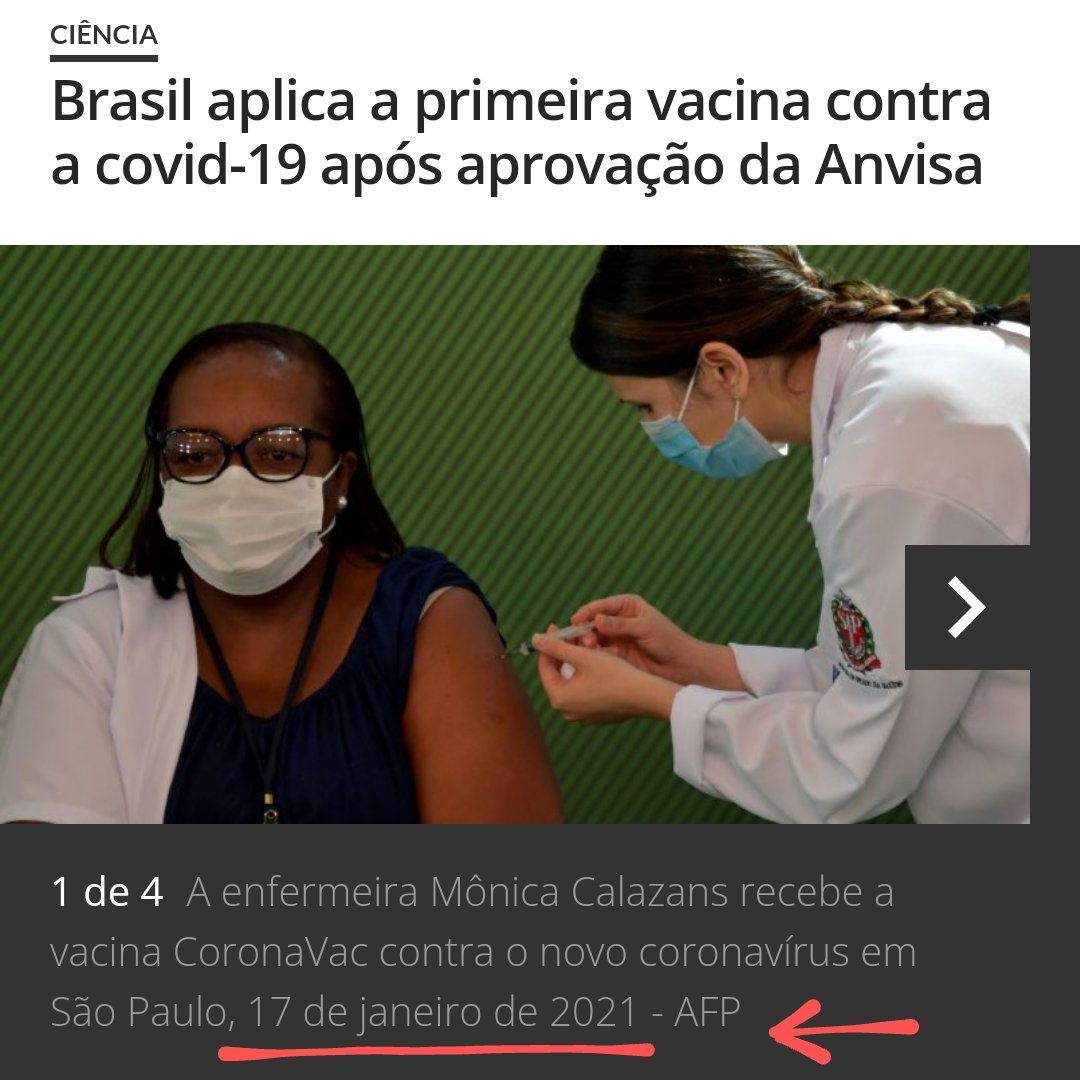 CIÊNCIA
Brasil aplica a primeira vacina contra
a covid-19 após aprovação da Anvisa
1 de 4 A enfermeira Mônica Calazans recebe a
vacina CoronaVac contra o novo coronavírus em
São Paulo, 17 de janeiro de 2021 - AFP